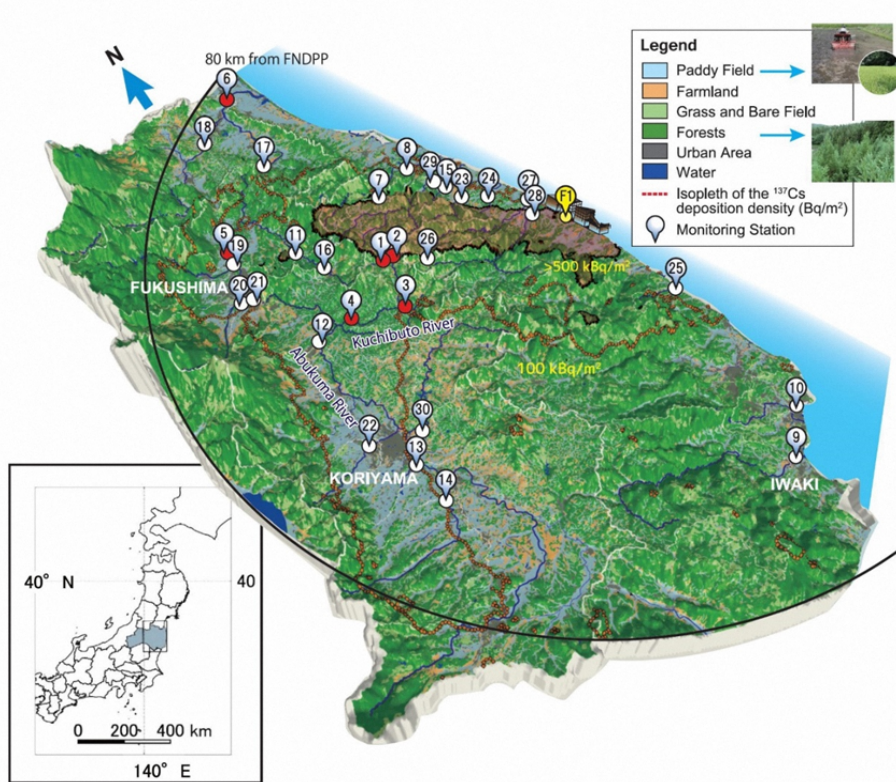 N
80 km from FNDPP
6
18
17
8
29
15
23
24
27
28
F1
7
5
19
11
16
1
2
26
25
>500 kBq/m²
FUKUSHIMA
20
21
4
3
12
Kuchibuto River
Abukuma River
100 kBq/m²
22
30
13
KORIYAMA
14
10
9
IWAKI
Legend
Paddy Field
Farmland
Grass and Bare Field
Forests
Urban Area
Water
Isopleth of the ¹³⁷Cs
deposition density (Bq/m²)
Monitoring Station
40° N
40
0 200 400 km
140° E